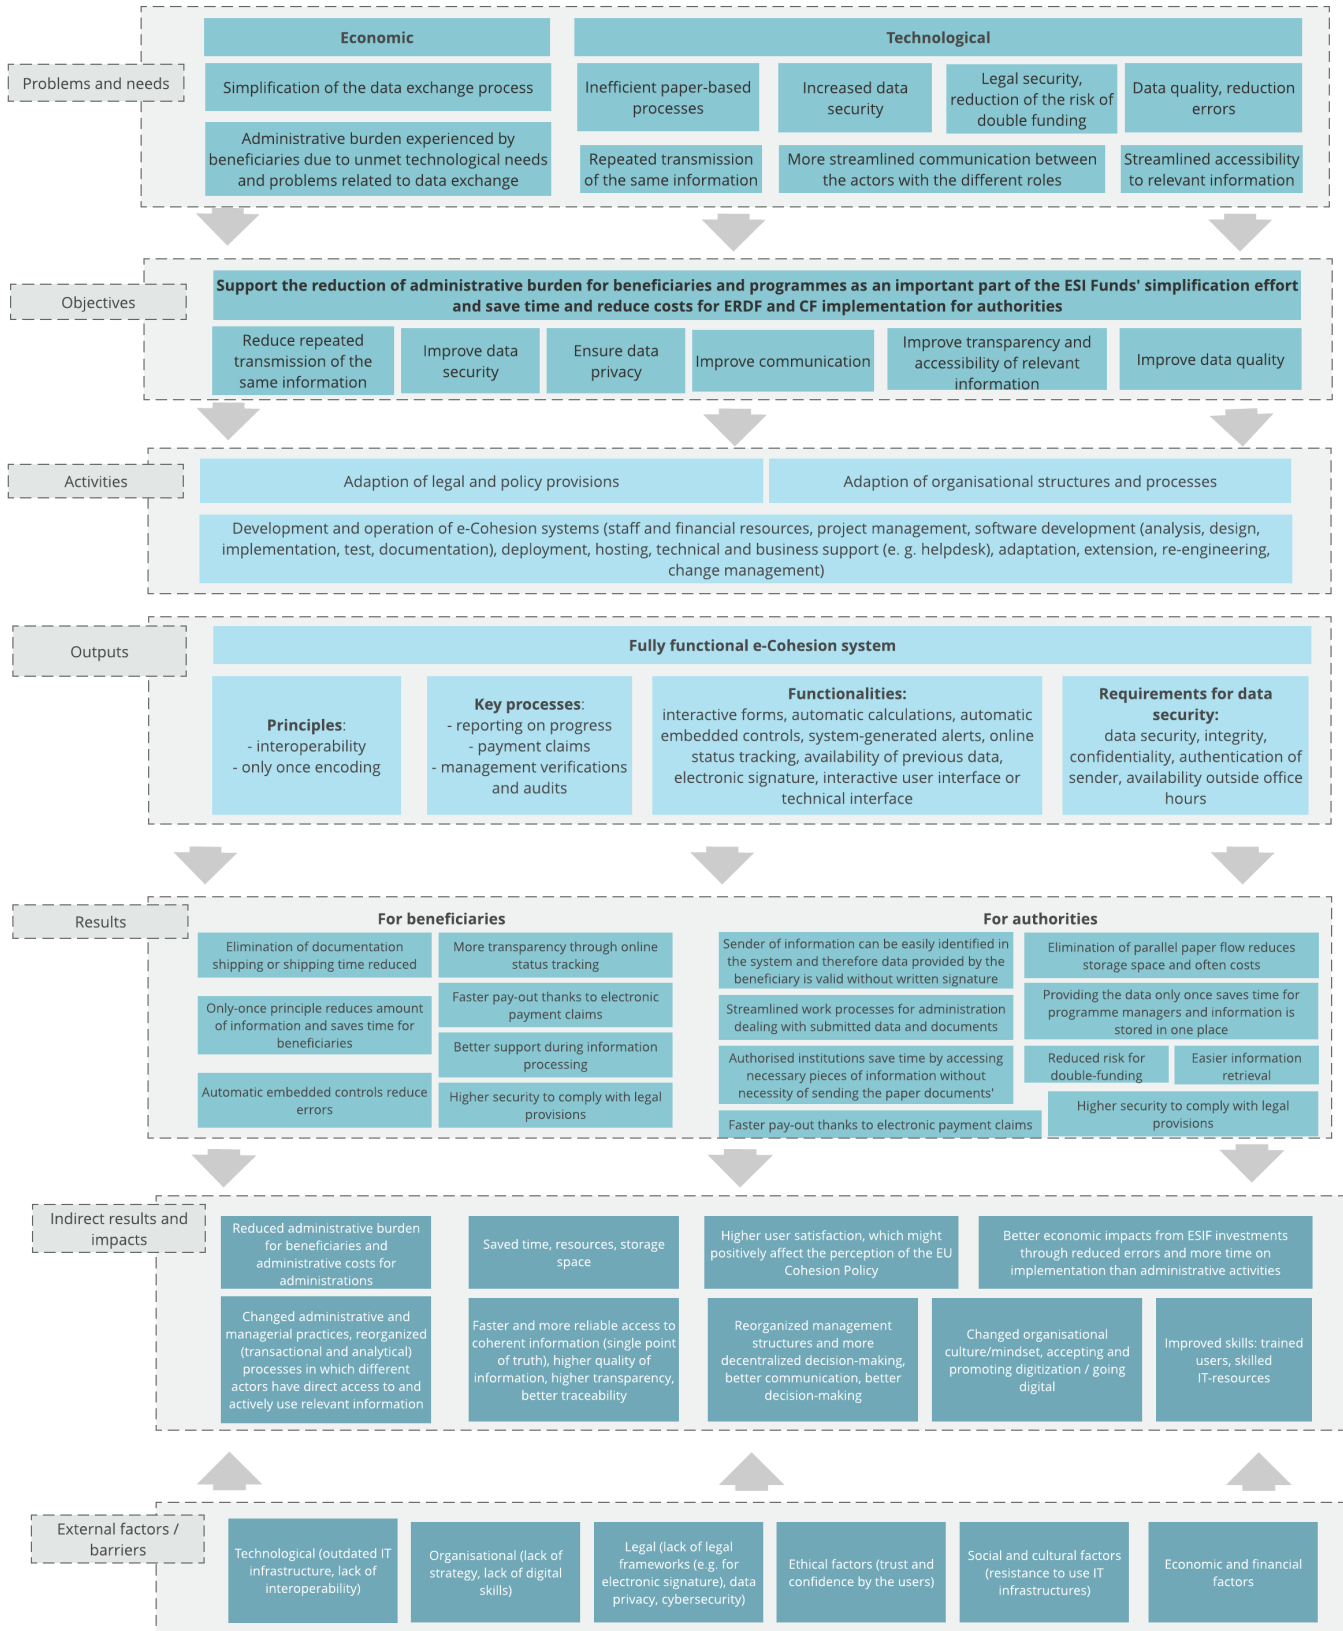 Problems and needs
Economic
Simplification of the data exchange process
Administrative burden experienced by
beneficiaries due to unmet technological needs
and problems related to data exchange
Technological
Inefficient paper-based
processes
Increased data
security
Legal security,
reduction of the risk of
double funding
Data quality, reduction
errors
Repeated transmission
of the same information
More streamlined communication between
the actors with the different roles
Streamlined accessibility
to relevant information
Objectives
Support the reduction of administrative burden for beneficiaries and programmes as an important part of the ESI Funds' simplification effort
and save time and reduce costs for ERDF and CF implementation for authorities
Reduce repeated
transmission of the
same information
Improve data
security
Ensure data
privacy
Improve communication
Improve transparency and
accessibility of relevant
information
Improve data quality
Activities
Adaption of legal and policy provisions
Adaption of organisational structures and processes
Development and operation of e-Cohesion systems (staff and financial resources, project management, software development (analysis, design,
implementation, test, documentation), deployment, hosting, technical and business support (e. g. helpdesk), adaptation, extension, re-engineering,
change management)
Outputs
Fully functional e-Cohesion system
Principles:
- interoperability
- only once encoding
Key processes:
- reporting on progress
- payment claims
- management verifications
and audits
Functionalities:
interactive forms, automatic calculations, automatic
embedded controls, system-generated alerts, online
status tracking, availability of previous data,
electronic signature, interactive user interface or
technical interface
Requirements for data
security:
data security, integrity,
confidentiality, authentication of
sender, availability outside office
hours
Results
For beneficiaries
Elimination of documentation
shipping or shipping time reduced
Only-once principle reduces amount
of information and saves time for
beneficiaries
Automatic embedded controls reduce
errors
More transparency through online
status tracking
Faster pay-out thanks to electronic
payment claims
Better support during information
processing
Higher security to comply with legal
provisions
For authorities
Sender of information can be easily identified in
the system and therefore data provided by the
beneficiary is valid without written signature
Streamlined work processes for administration
dealing with submitted data and documents
Authorised institutions save time by accessing
necessary pieces of information without
necessity of sending the paper documents'
Faster pay-out thanks to electronic payment claims
Elimination of parallel paper flow reduces
storage space and often costs
Providing the data only once saves time for
programme managers and information is
stored in one place
Reduced risk for
double-funding
Easier information
retrieval
Higher security to comply with legal
provisions
Indirect results and
impacts
Reduced administrative burden
for beneficiaries and
administrative costs for
administrations
Saved time, resources, storage
space
Higher user satisfaction, which might
positively affect the perception of the EU
Cohesion Policy
Better economic impacts from ESIF investments
through reduced errors and more time on
implementation than administrative activities
Changed administrative and
managerial practices, reorganized
(transactional and analytical)
processes in which different
actors have direct access to and
actively use relevant information
Faster and more reliable access to
coherent information (single point
of truth), higher quality of
information, higher transparency,
better traceability
Reorganized management
structures and more
decentralized decision-making,
better communication, better
decision-making
Changed organisational
culture/mindset, accepting and
promoting digitization / going
digital
Improved skills: trained
users, skilled
IT-resources
External factors /
barriers
Technological (outdated IT
infrastructure, lack of
interoperability)
Organisational (lack of
strategy, lack of digital
skills)
Legal (lack of legal
frameworks (e.g. for
electronic signature), data
privacy, cybersecurity)
Ethical factors (trust and
confidence by the users)
Social and cultural factors
(resistance to use IT
infrastructures)
Economic and financial
factors